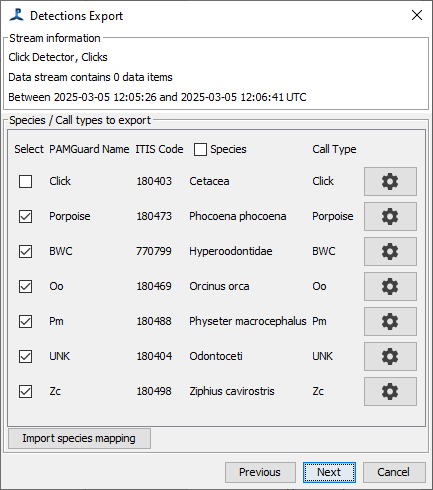 Detections Export
Stream information
Click Detector, Clicks
Data stream contains 0 data items
Between 2025-03-05 12:05:26 and 2025-03-05 12:06:41 UTC
Species / Call types to export
Select PAMGuard Name ITIS Code Species Call Type
Click 180403 Cetacea Click
Porpoise 180473 Phocoena phocoena Porpoise
BWC 770799 Hyperoodontidae BWC
Oo 180469 Orcinus orca Oo
Pm 180488 Physeter macrocephalus Pm
UNK 180404 Odontoceti UNK
Zc 180498 Ziphius cavirostris Zc
Import species mapping
Previous Next Cancel